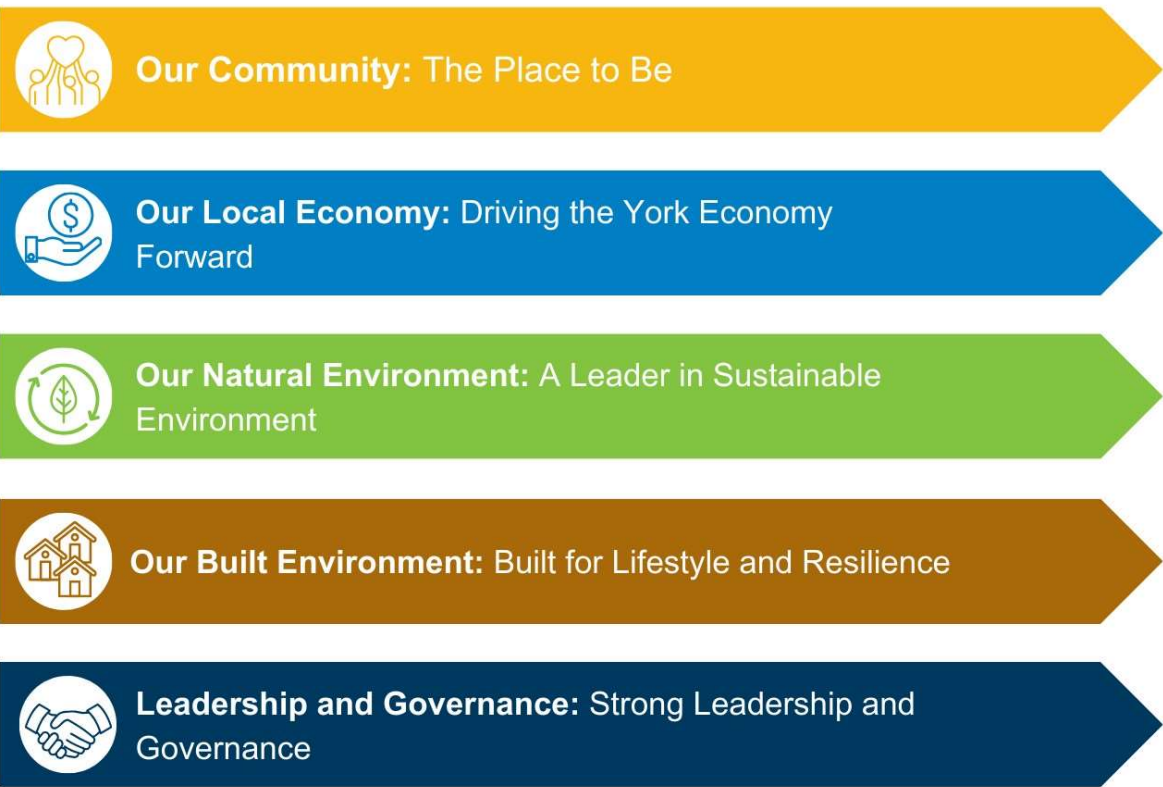 Our Community: The Place to Be
Our Local Economy: Driving the York Economy
Forward
Our Natural Environment: A Leader in Sustainable
Environment
Our Built Environment: Built for Lifestyle and Resilience
Leadership and Governance: Strong Leadership and
Governance